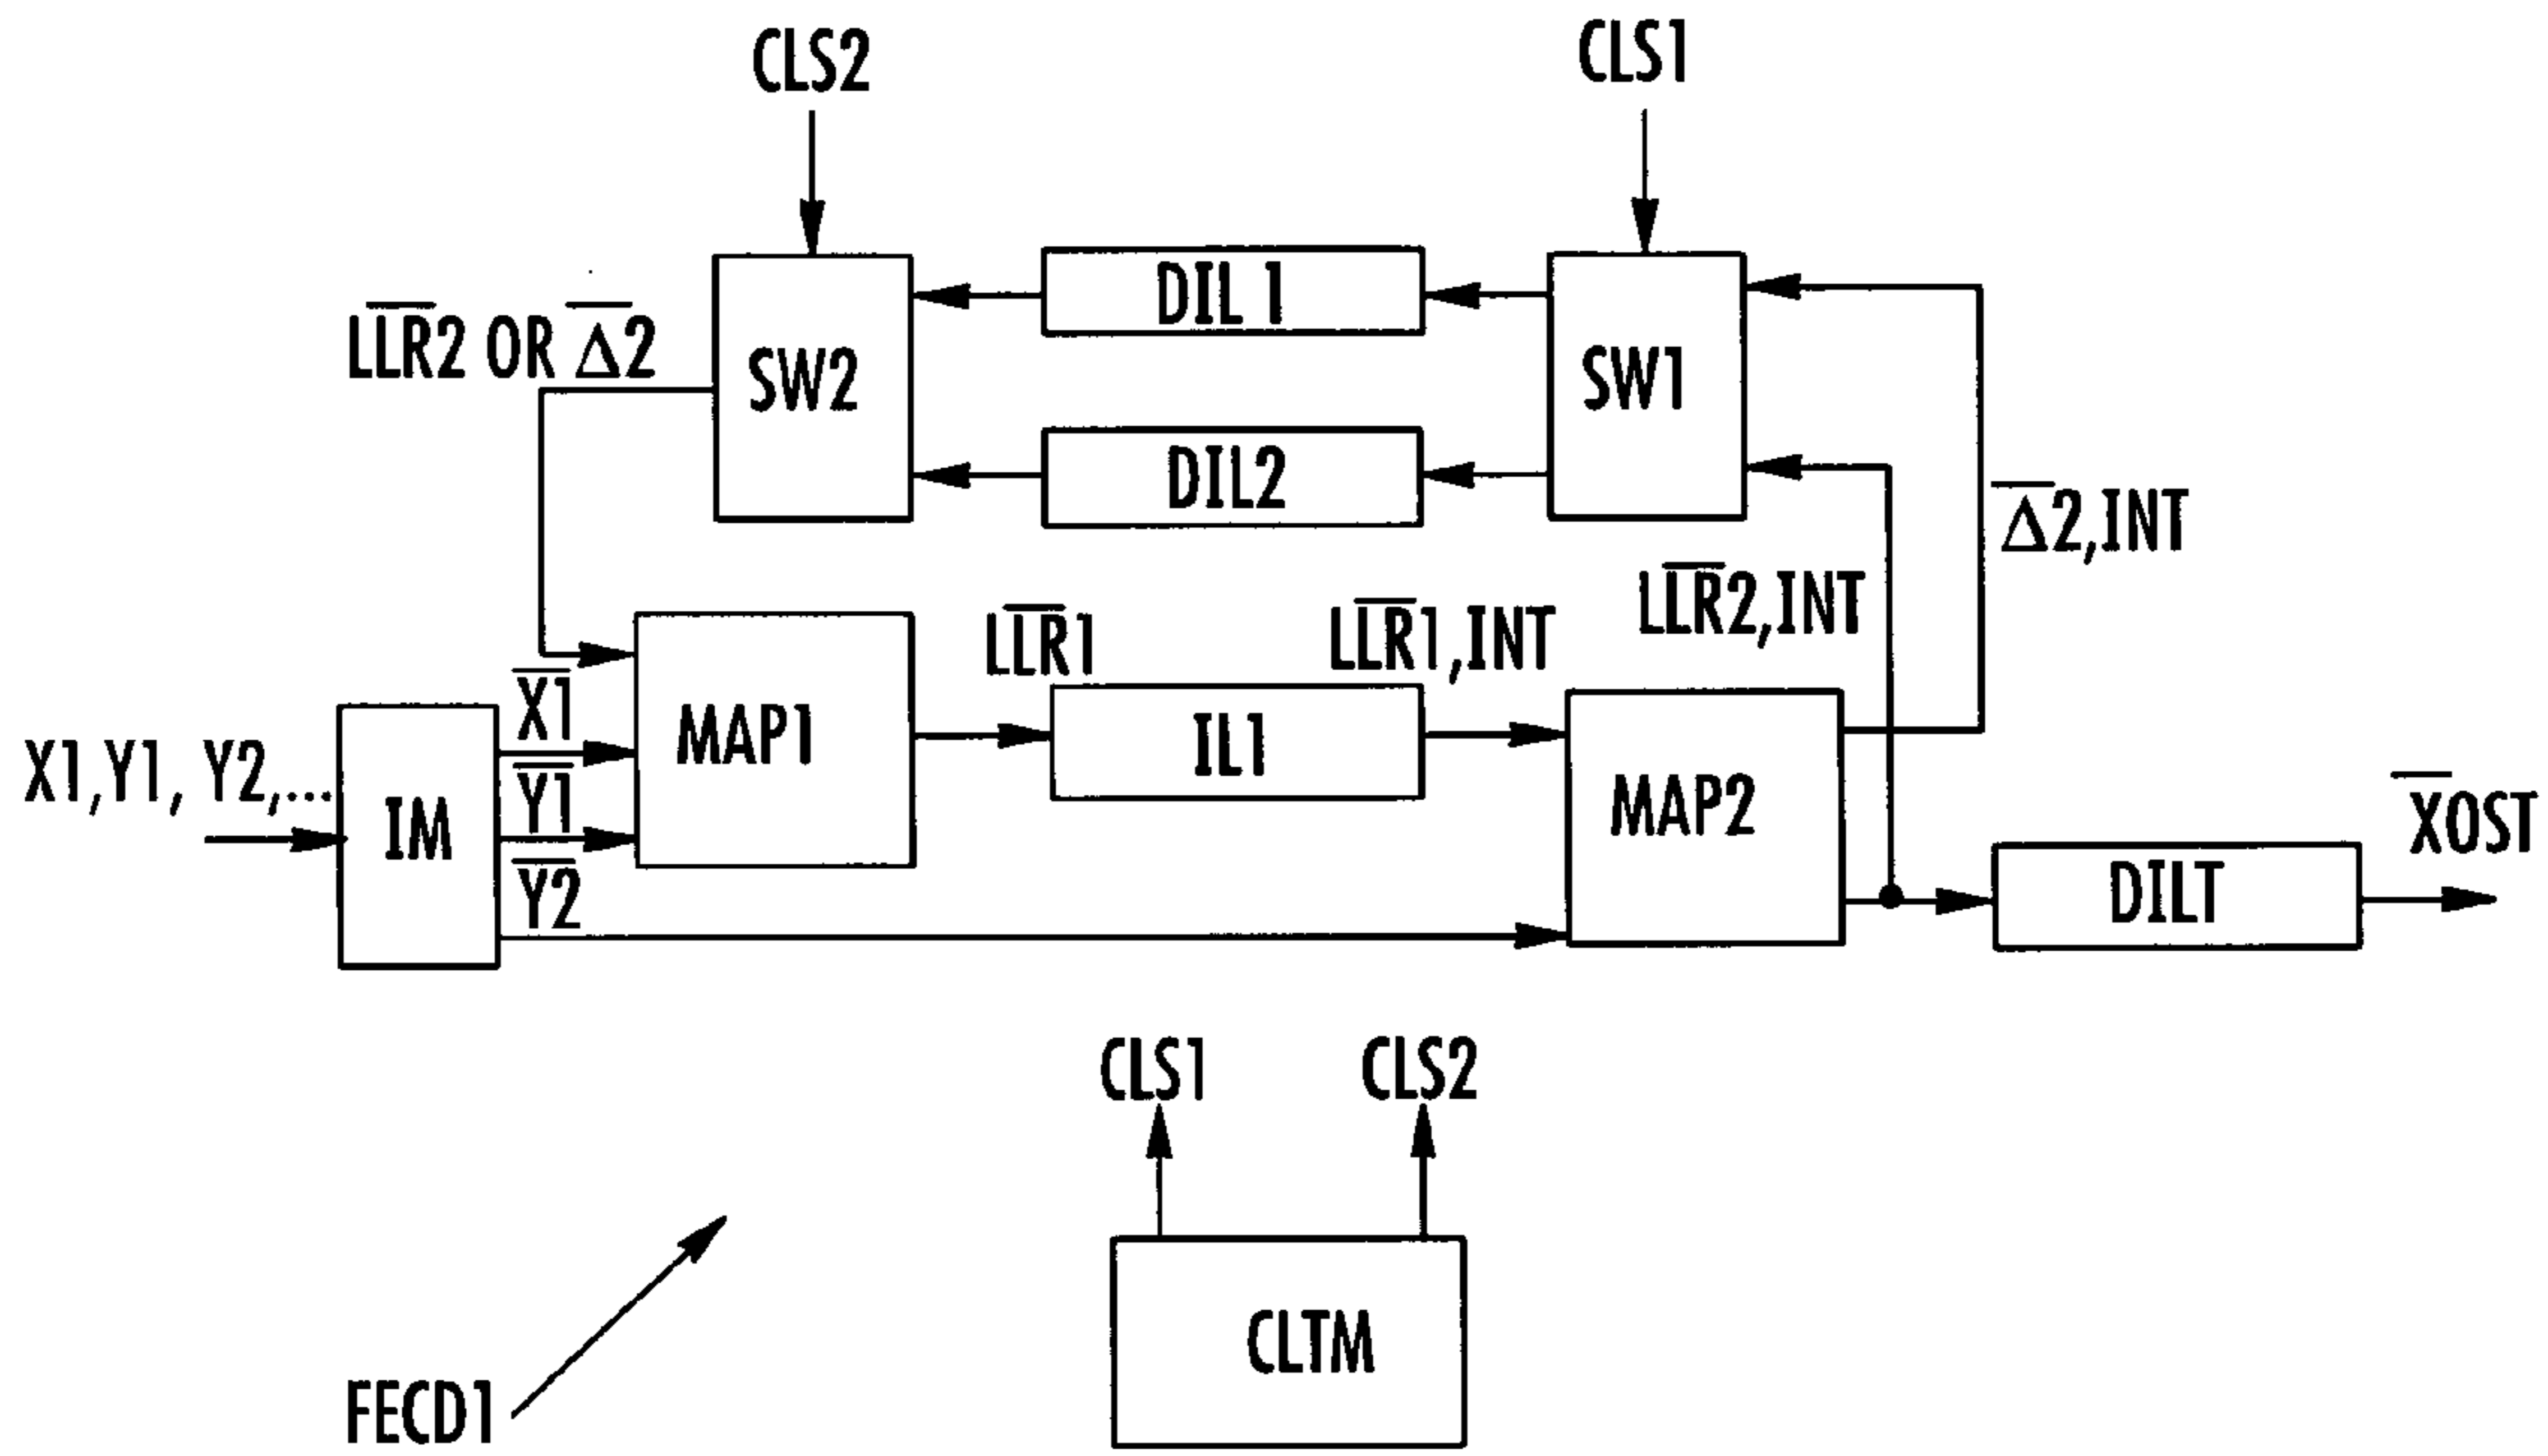 CLS2
CLS1
DIL 1
SW2
SW1
LLR2 OR Δ2
DIL2
Δ2,INT
LLR2,INT
LLR1
LLR1,INT
X1
MAP1
IL1
X1,Y1, Y2,...
Y1
MAP2
IM
XOST
Y2
DILT
CLS1
CLS2
CLTM
FECD1